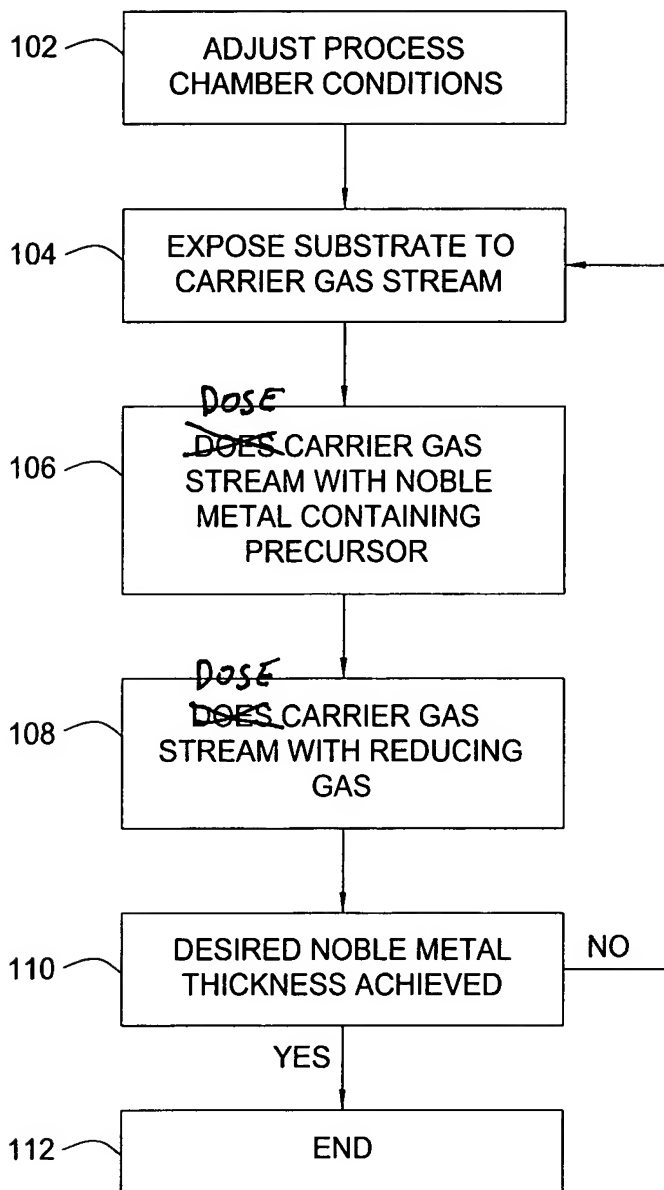 102
ADJUST PROCESS
CHAMBER CONDITIONS
104
EXPOSE SUBSTRATE TO
CARRIER GAS STREAM
DOSE
106
DOES CARRIER GAS
STREAM WITH NOBLE
METAL CONTAINING
PRECURSOR
DOSE
108
DOES CARRIER GAS
STREAM WITH REDUCING
GAS
110
DESIRED NOBLE METAL
THICKNESS ACHIEVED
NO
YES
112
END